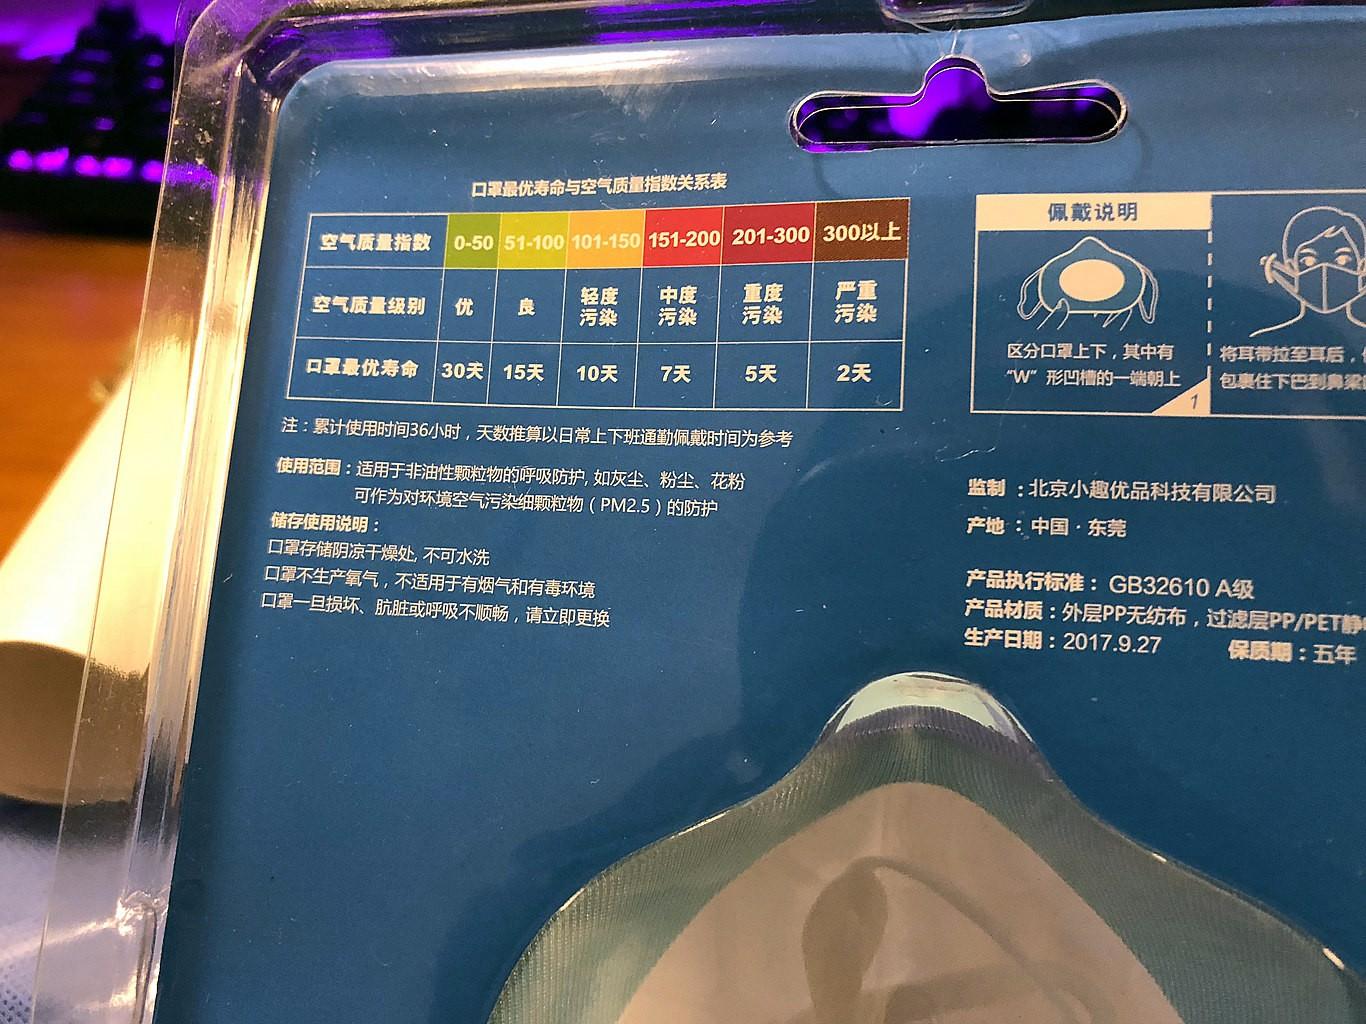 口罩最优寿命与空气质量指数关系表
空气质量指数 0-50 51-100 101-150 151-200 201-300 300以上
空气质量级别 优 良 轻度污染 中度污染 重度污染 严重污染
口罩最优寿命 30天 15天 10天 7天 5天 2天
注：累计使用时间36小时，天数推算以日常上下班通勤佩戴时间为参考
使用范围：适用于非油性颗粒物的呼吸防护, 如灰尘、粉尘、花粉
可作为对环境空气污染细颗粒物（PM2.5）的防护
储存使用说明：
口罩存储阴凉干燥处, 不可水洗
口罩不生产氧气，不适用于有烟气和有毒环境
口罩一旦损坏、肮脏或呼吸不顺畅，请立即更换
佩戴说明
区分口罩上下，其中有
“W”形凹槽的一端朝上
1
将耳带拉至耳后，
包裹住下巴到鼻梁
监制：北京小趣优品科技有限公司
产地：中国·东莞
产品执行标准：GB32610 A级
产品材质：外层PP无纺布，过滤层PP/PET静
生产日期：2017.9.27 保质期：五年